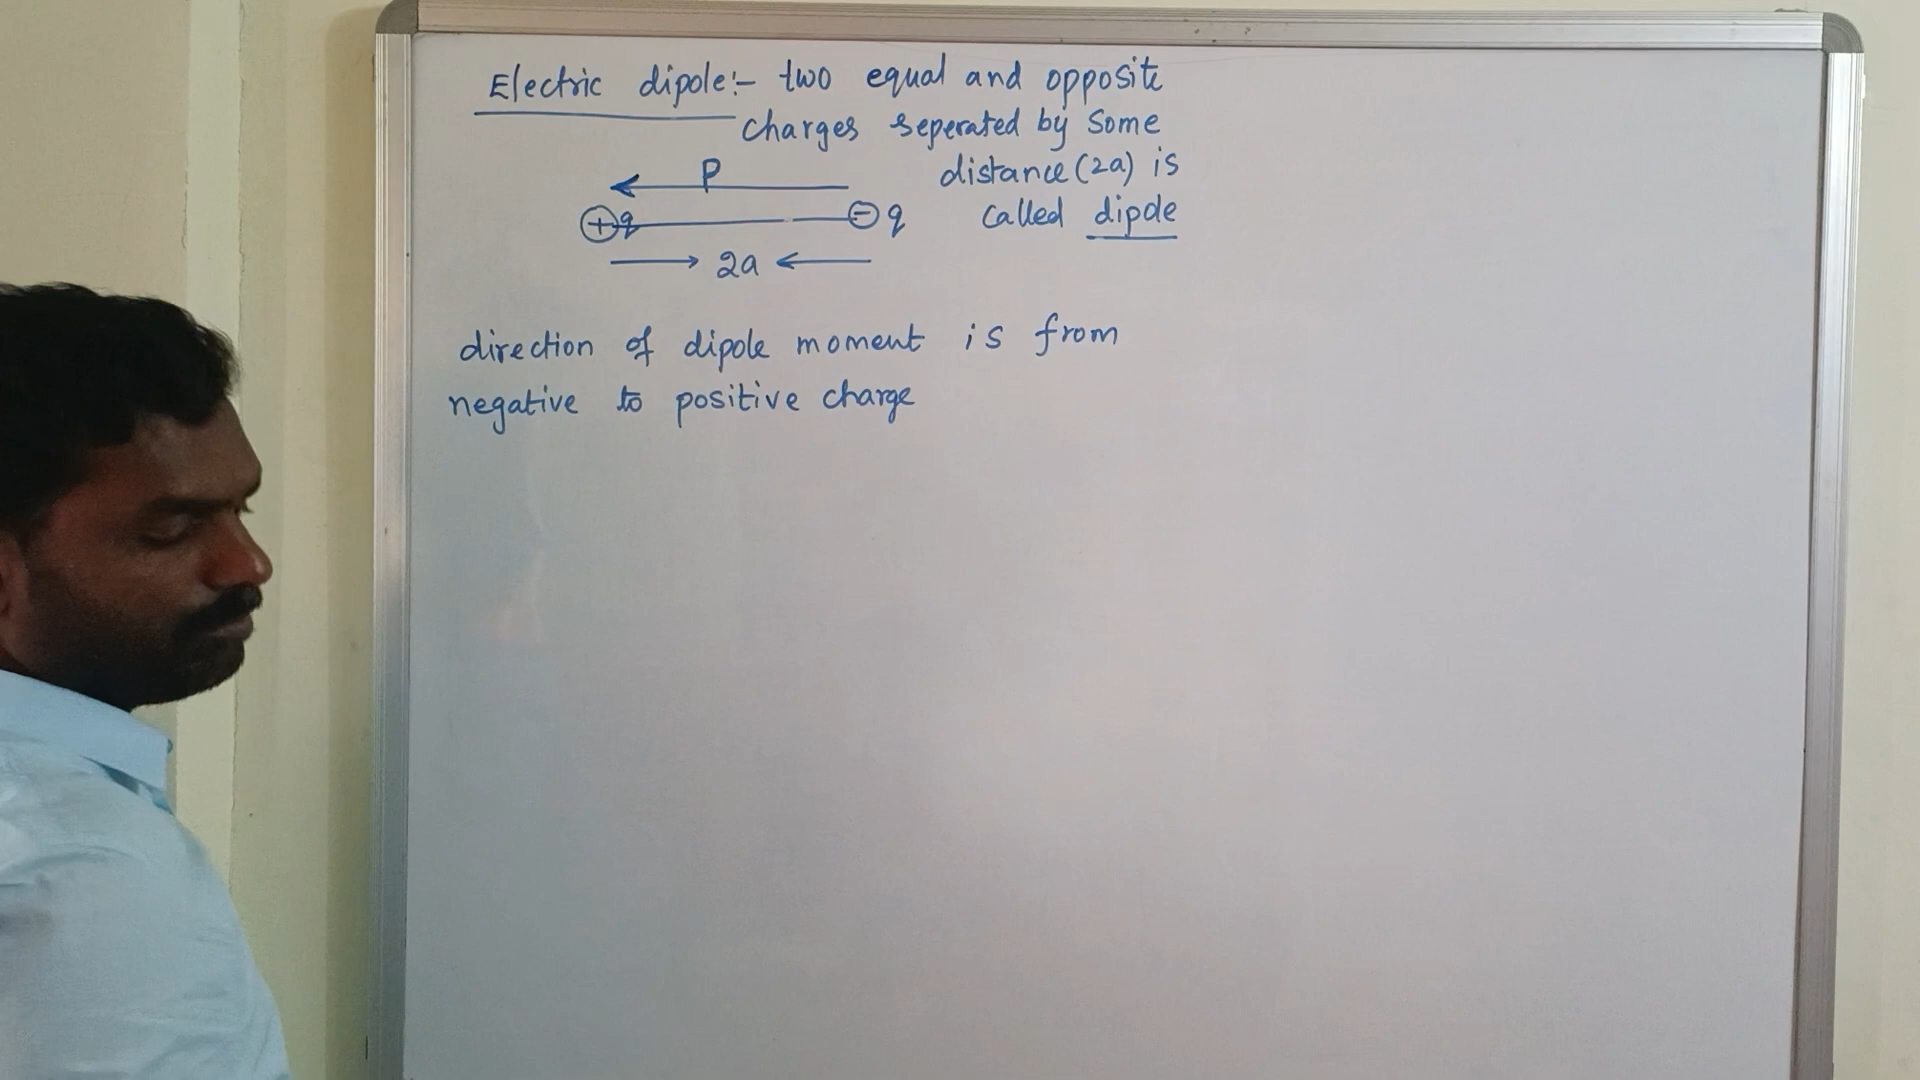 Electric dipole:- two equal and opposite
charges seperated by some
distance (2a) is
called dipole
P
+ q - q
2a
direction of dipole moment is from
negative to positive charge